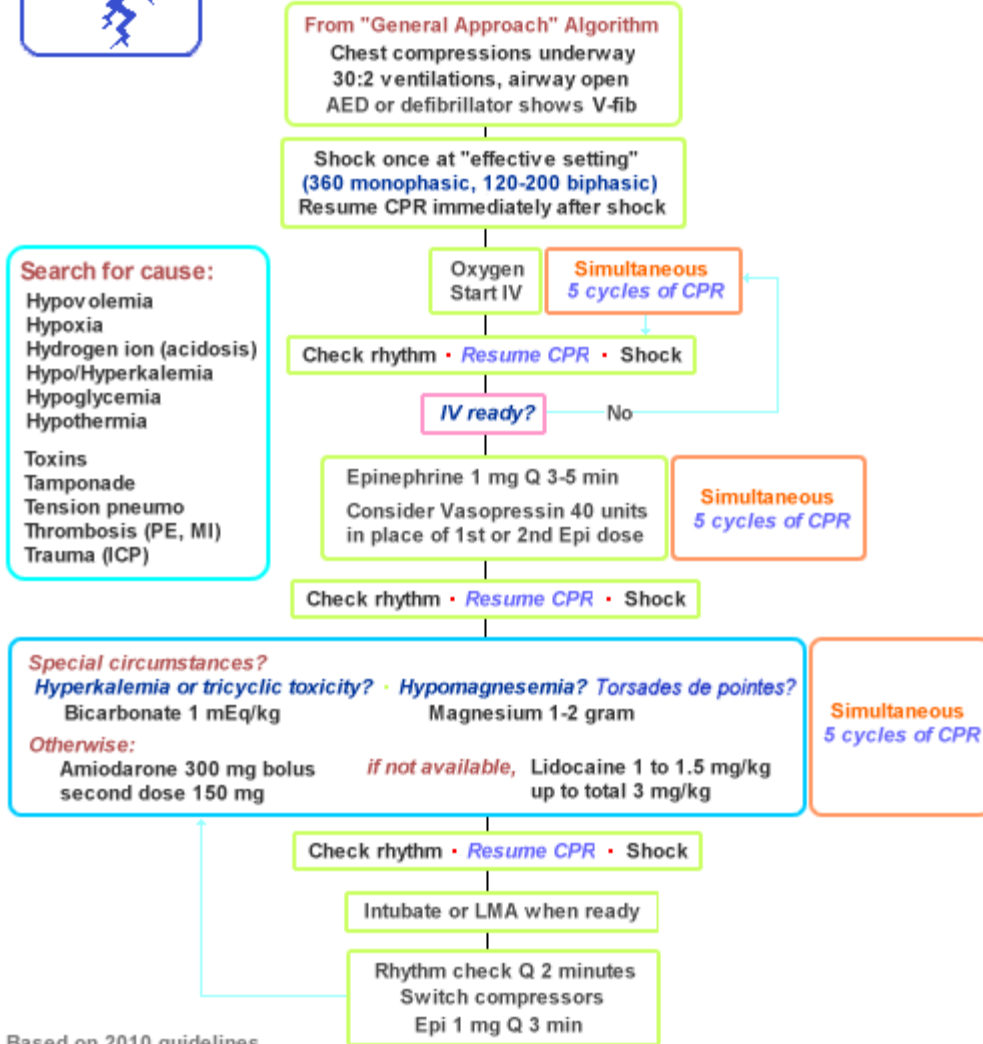 From "General Approach" Algorithm
Chest compressions underway
30:2 ventilations, airway open
AED or defibrillator shows V-fib
Shock once at "effective setting"
(360 monophasic, 120-200 biphasic)
Resume CPR immediately after shock
Search for cause:
Hypovolemia
Hypoxia
Hydrogen ion (acidosis)
Hypo/Hyperkalemia
Hypoglycemia
Hypothermia
Toxins
Tamponade
Tension pneumo
Thrombosis (PE, MI)
Trauma (ICP)
Oxygen
Start IV
Simultaneous
5 cycles of CPR
Check rhythm · Resume CPR · Shock
IV ready?
No
Epinephrine 1 mg Q 3-5 min
Consider Vasopressin 40 units
in place of 1st or 2nd Epi dose
Simultaneous
5 cycles of CPR
Check rhythm · Resume CPR · Shock
Special circumstances?
Hyperkalemia or tricyclic toxicity? · Hypomagnesemia? Torsades de pointes?
Bicarbonate 1 mEq/kg
Magnesium 1-2 gram
Otherwise:
Amiodarone 300 mg bolus
second dose 150 mg
if not available, Lidocaine 1 to 1.5 mg/kg
up to total 3 mg/kg
Simultaneous
5 cycles of CPR
Check rhythm · Resume CPR · Shock
Intubate or LMA when ready
Rhythm check Q 2 minutes
Switch compressors
Epi 1 mg Q 3 min
Based on 2010 guidelines